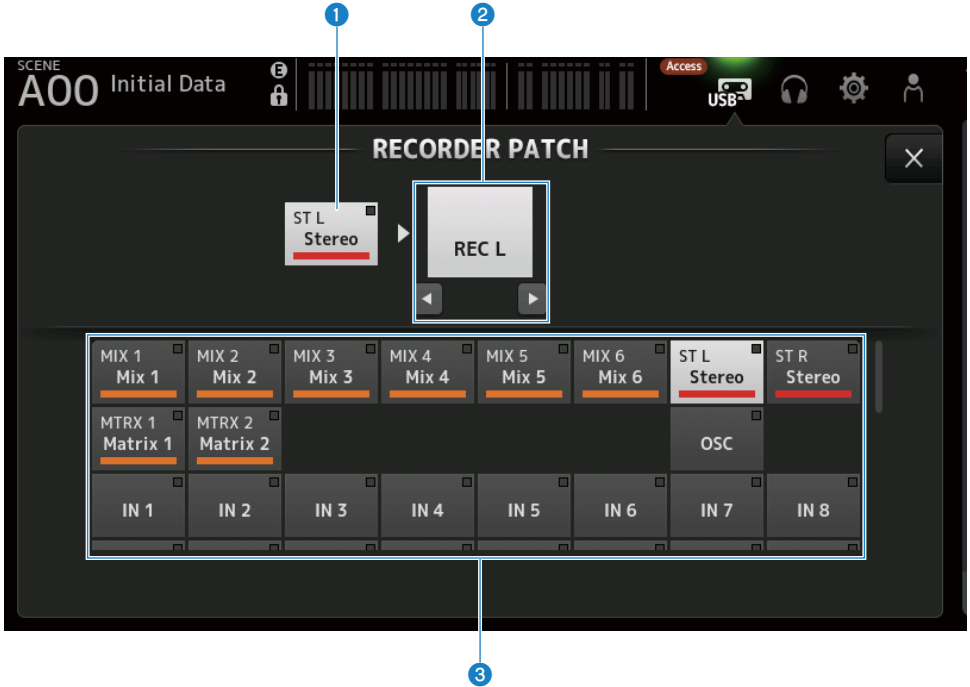 1 2
SCENE
A00 Initial Data E
Access
USB
RECORDER PATCH
ST L
Stereo
REC L
MIX 1 MIX 2 MIX 3 MIX 4 MIX 5 MIX 6 ST L ST R
Mix 1 Mix 2 Mix 3 Mix 4 Mix 5 Mix 6 Stereo Stereo
MTRX 1 MTRX 2
Matrix 1 Matrix 2 OSC
IN 1 IN 2 IN 3 IN 4 IN 5 IN 6 IN 7 IN 8
3